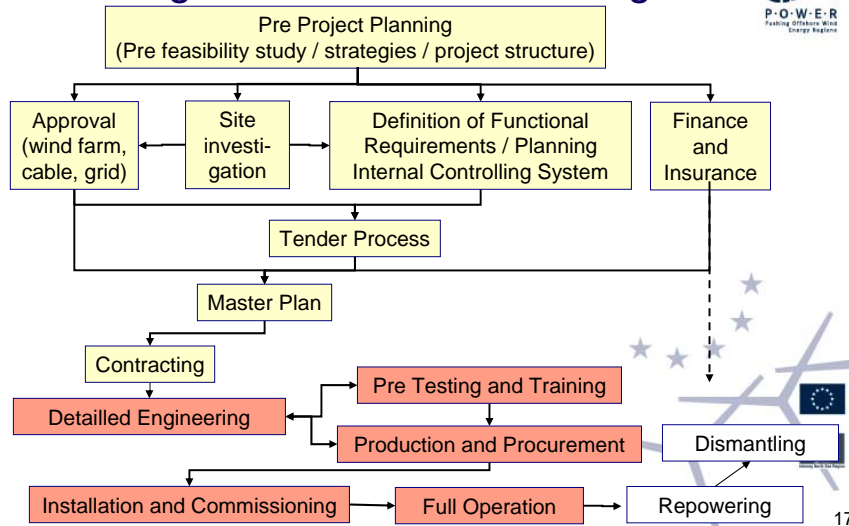 P·O·W·E·R
Pushing Offshore Wind
Energy Regions
Pre Project Planning
(Pre feasibility study / strategies / project structure)
Approval
(wind farm,
cable, grid)
Site
investi-
gation
Definition of Functional
Requirements / Planning
Internal Controlling System
Finance
and
Insurance
Tender Process
Master Plan
Contracting
Pre Testing and Training
Detailled Engineering
Production and Procurement
Dismantling
Installation and Commissioning
Full Operation
Repowering
17